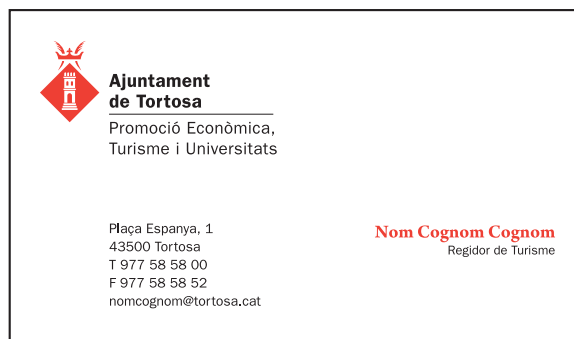 Ajuntament
de Tortosa
Promoció Econòmica,
Turisme i Universitats
Plaça Espanya, 1
43500 Tortosa
T 977 58 58 00
F 977 58 58 52
nomcognom@tortosa.cat
Nom Cognom Cognom
Regidor de Turisme